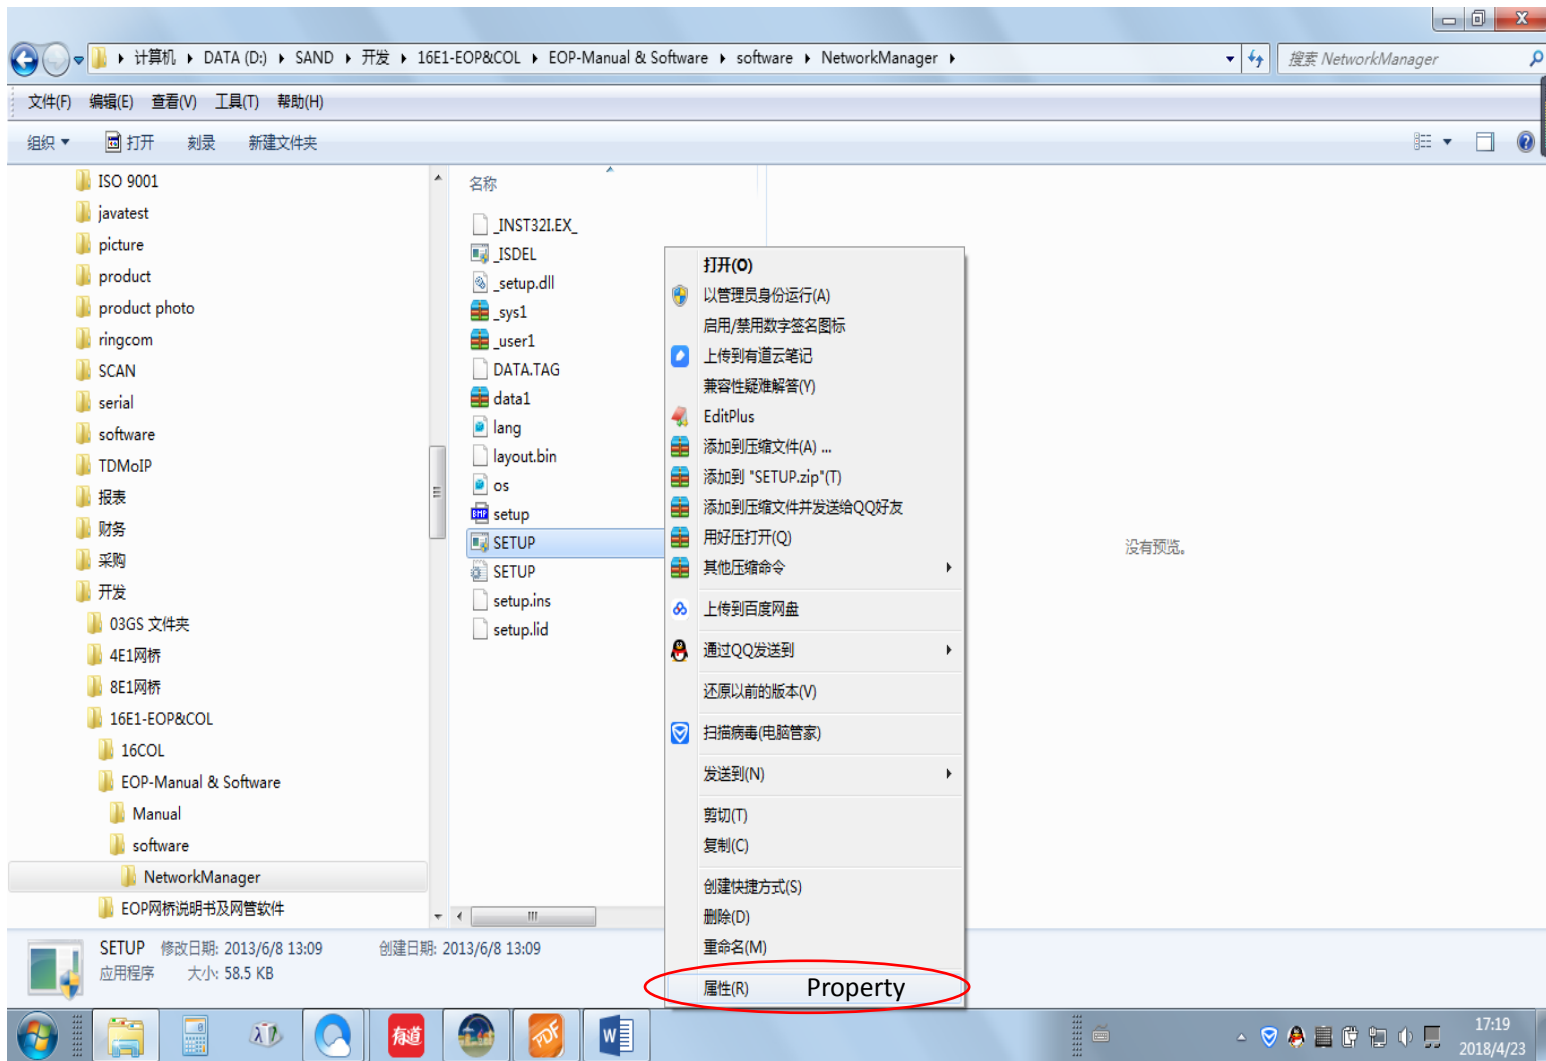 计算机 DATA (D:) SAND 开发 16E1-EOP&COL EOP-Manual & Software software NetworkManager 搜索 NetworkManager
文件(F) 编辑(E) 查看(V) 工具(T) 帮助(H)
组织 打开 刻录 新建文件夹
ISO 9001
javatest
picture
product
product photo
ringcom
SCAN
serial
software
TDMoIP
报表
财务
采购
开发
03GS 文件夹
4E1网桥
8E1网桥
16E1-EOP&COL
16COL
EOP-Manual & Software
Manual
software
NetworkManager
EOP网桥说明书及网管软件
名称
_INST32I.EX_
_ISDEL
_setup.dll
_sys1
_user1
DATA.TAG
data1
lang
layout.bin
os
setup
SETUP
SETUP
setup.ins
setup.lid
打开(O)
以管理员身份运行(A)
启用/禁用数字签名图标
上传到有道云笔记
兼容性疑难解答(Y)
EditPlus
添加到压缩文件(A) ...
添加到 "SETUP.zip"(T)
添加到压缩文件并发送给QQ好友
用好压打开(Q)
其他压缩命令
上传到百度网盘
通过QQ发送到
还原以前的版本(V)
扫描病毒(电脑管家)
发送到(N)
剪切(T)
复制(C)
创建快捷方式(S)
删除(D)
重命名(M)
属性(R) Property
没有预览。
SETUP 修改日期: 2013/6/8 13:09 创建日期: 2013/6/8 13:09
应用程序 大小: 58.5 KB
有道
PDF
W
17:19
2018/4/23